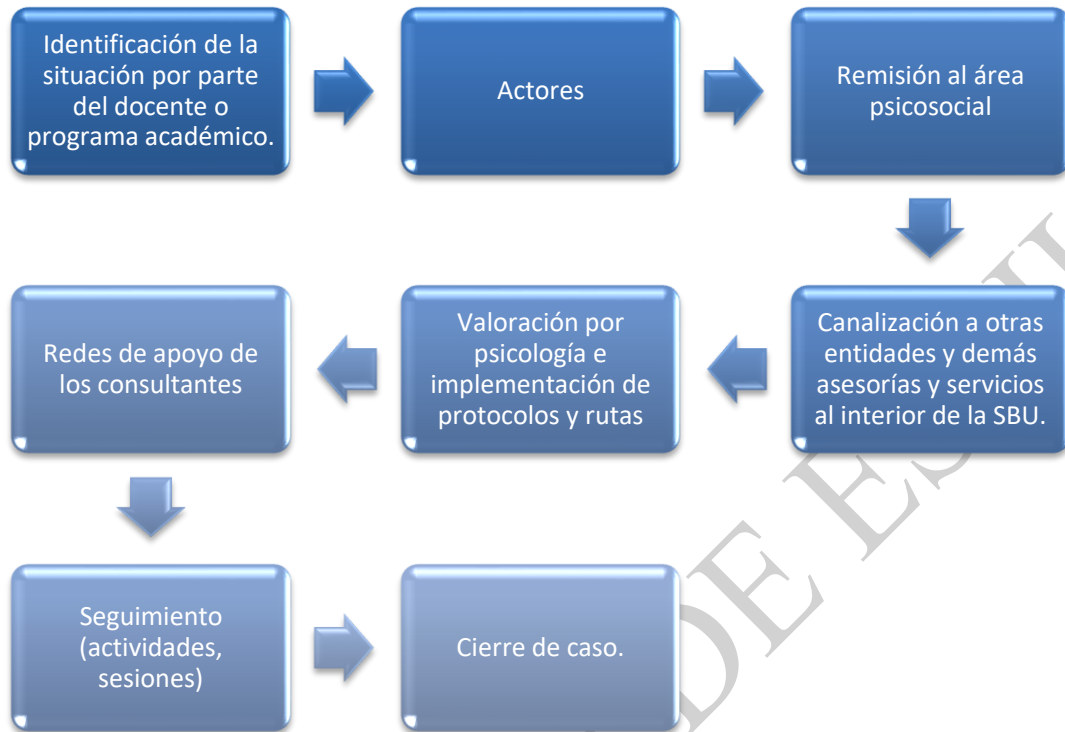 Identificación de la
situación por parte
del docente o
programa académico.
Actores
Remisión al área
psicosocial
Canalización a otras
entidades y demás
asesorías y servicios
al interior de la SBU.
Valoración por
psicología e
implementación de
protocolos y rutas
Redes de apoyo de
los consultantes
Seguimiento
(actividades,
sesiones)
Cierre de caso.
DE